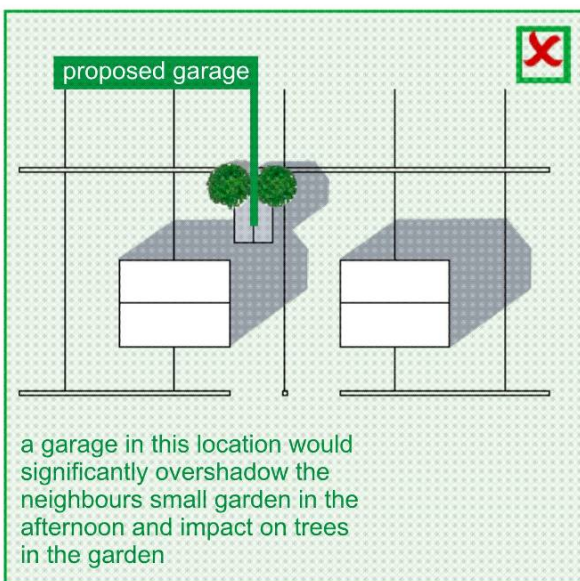 proposed garage
a garage in this location would
significantly overshadow the
neighbours small garden in the
afternoon and impact on trees
in the garden